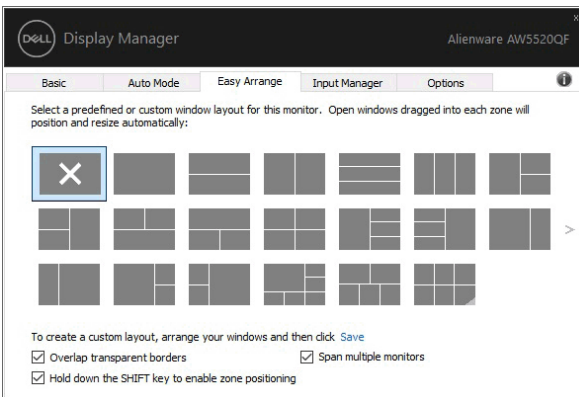 DELL Display Manager
Alienware AW5520QF
Basic Auto Mode Easy Arrange Input Manager Options
Select a predefined or custom window layout for this monitor. Open windows dragged into each zone will
position and resize automatically:
To create a custom layout, arrange your windows and then click Save
Overlap transparent borders Span multiple monitors
Hold down the SHIFT key to enable zone positioning